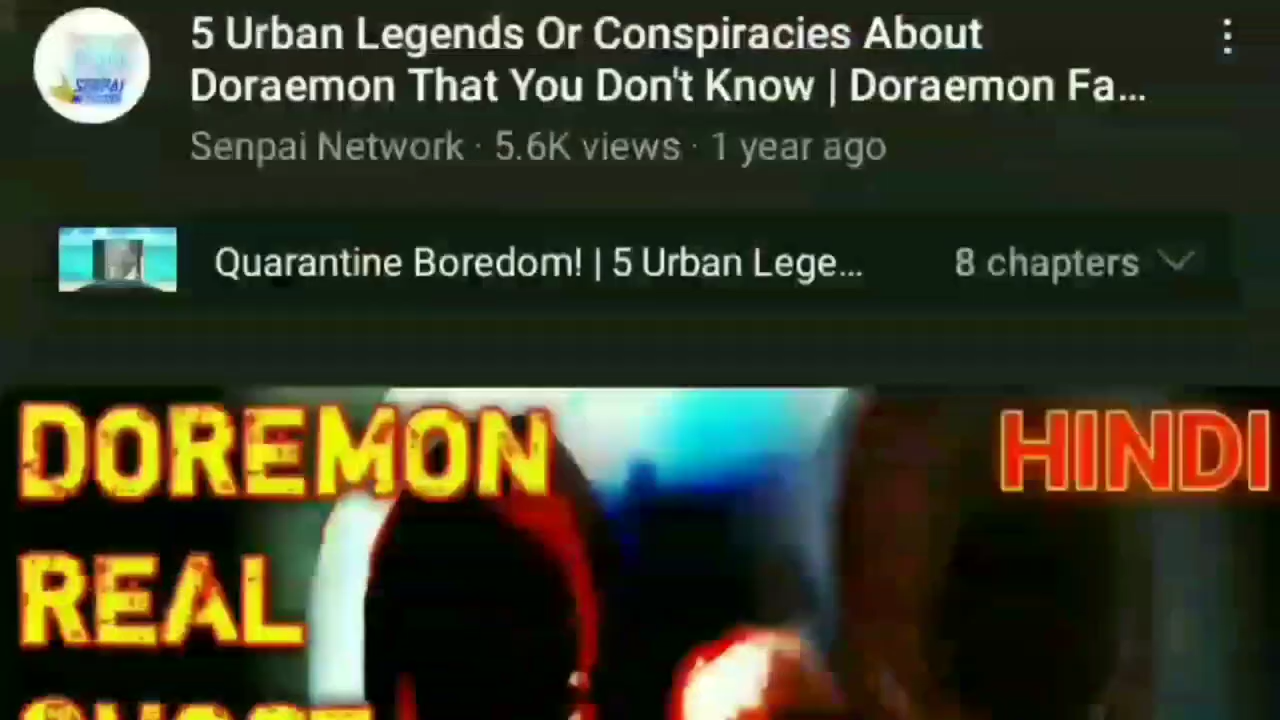 5 Urban Legends Or Conspiracies About
Doraemon That You Don't Know | Doraemon Fa...
Senpai Network · 5.6K views · 1 year ago
Quarantine Boredom! | 5 Urban Lege... 8 chapters
DOREMON HINDI
REAL
SENPAI